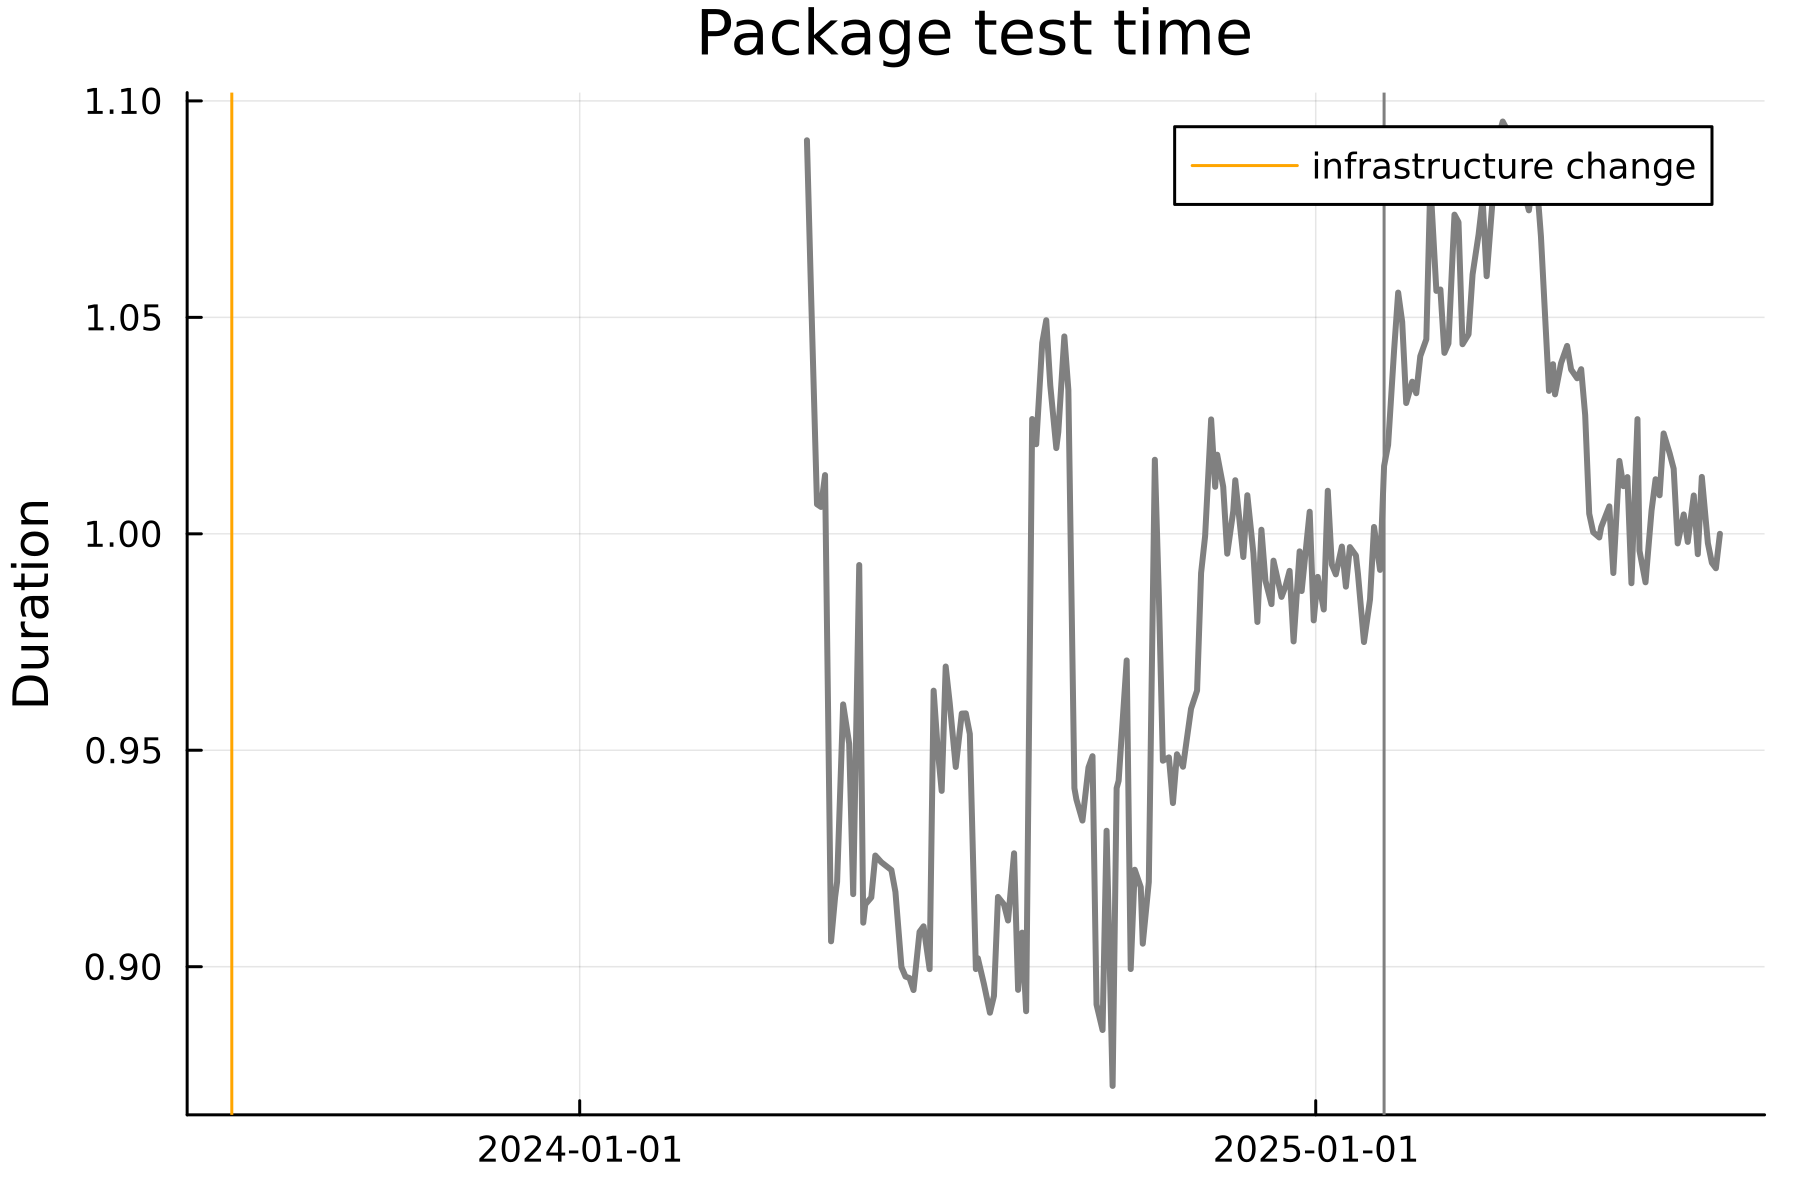 Package test time
infrastructure change
Duration
1.10
1.05
1.00
0.95
0.90
2024-01-01
2025-01-01